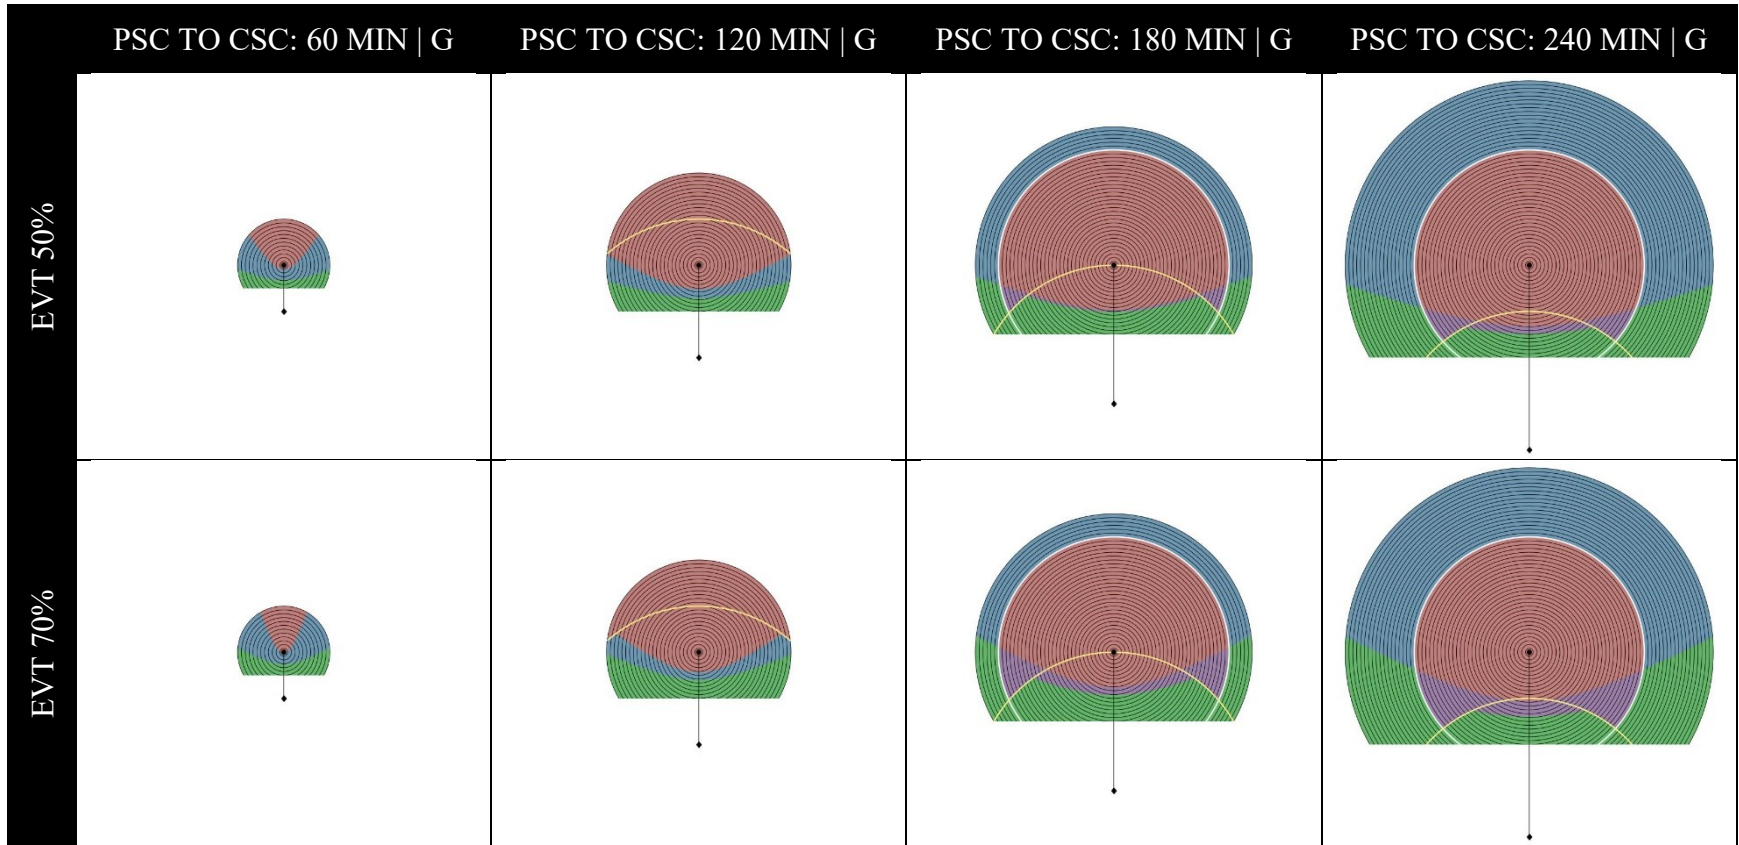 PSC TO CSC: 60 MIN | G
PSC TO CSC: 120 MIN | G
PSC TO CSC: 180 MIN | G
PSC TO CSC: 240 MIN | G
EVT 50%
EVT 70%